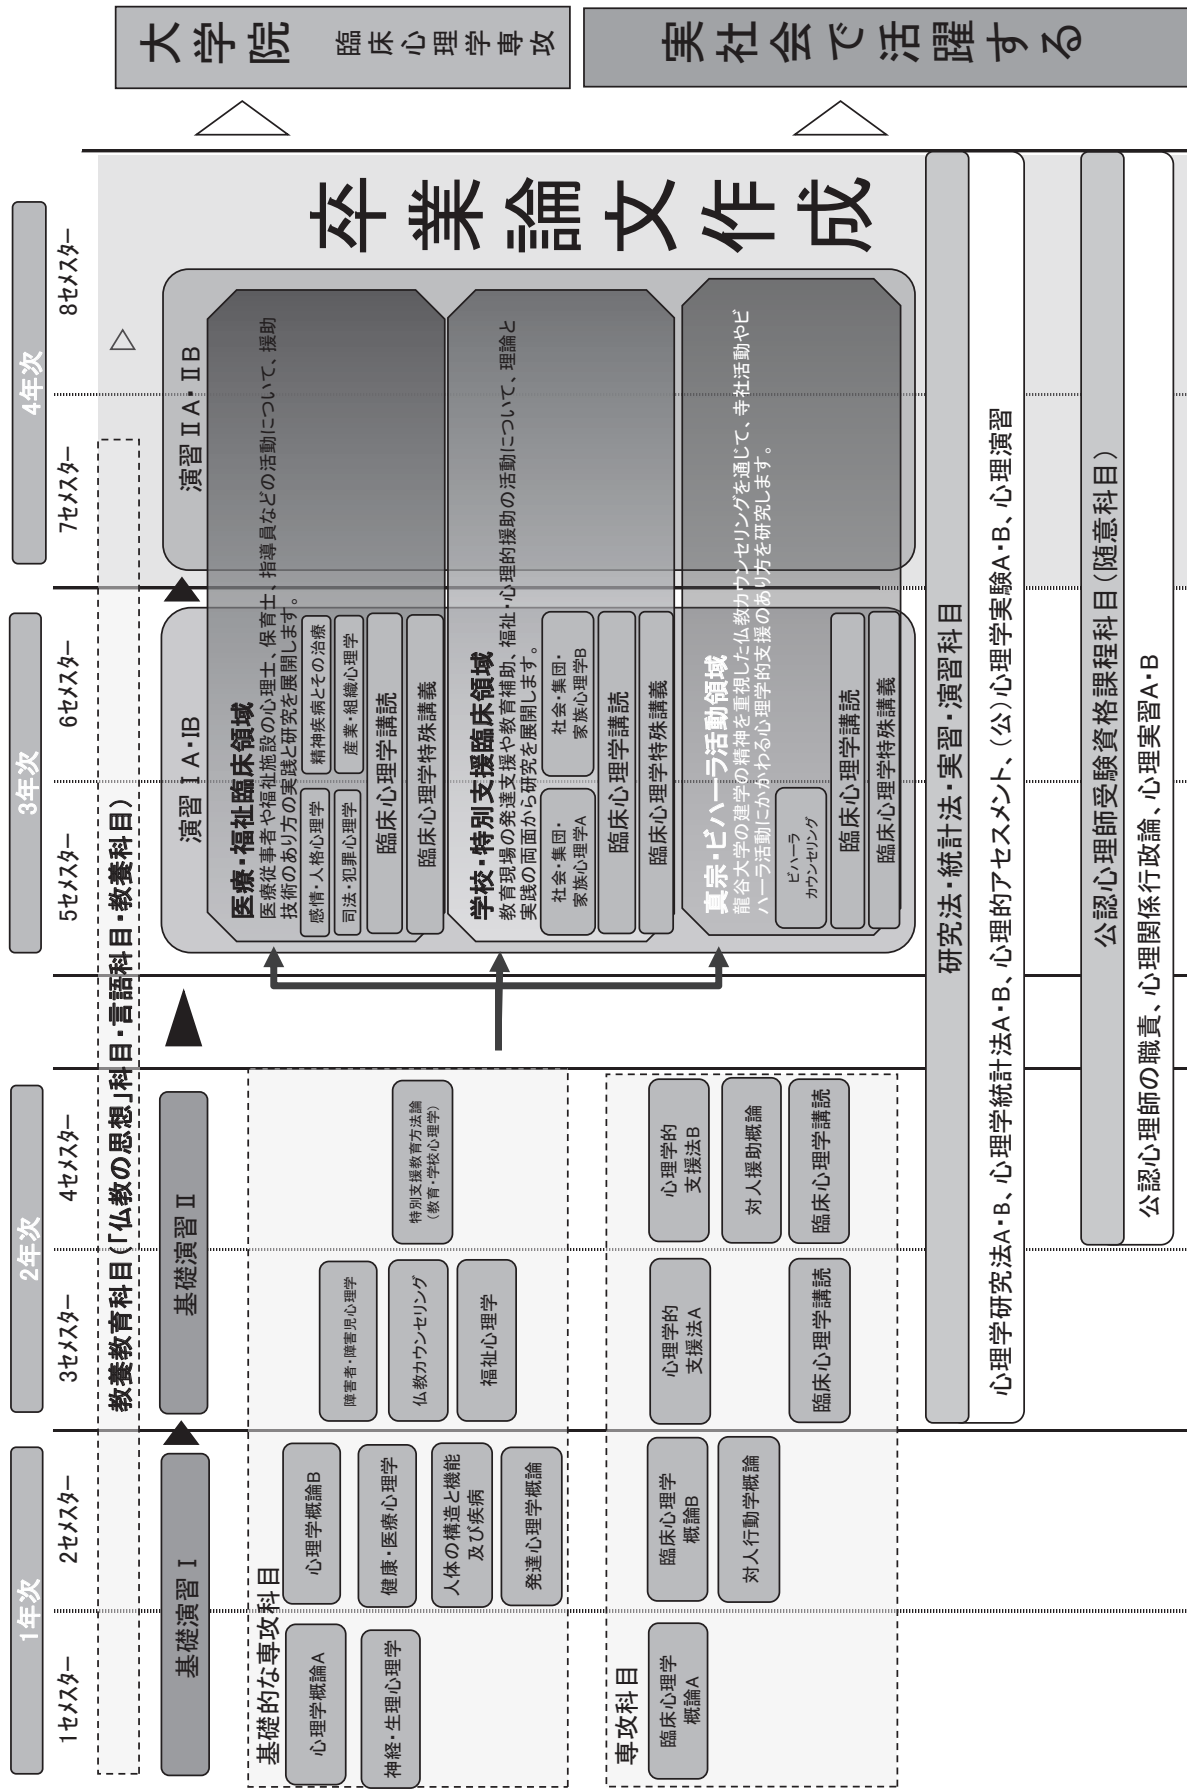 1年次
2年次
3年次
4年次
1セメスター
2セメスター
3セメスター
4セメスター
5セメスター
6セメスター
7セメスター
8セメスター
教養教育科目(「仏教の思想」科目・言語科目・教養科目)
基礎演習Ⅰ
基礎演習Ⅱ
演習ⅠA・ⅠB
演習ⅡA・ⅡB
基礎的な専攻科目
心理学概論A
神経・生理心理学
心理学概論B
健康・医療心理学
人体の構造と機能
及び疾病
発達心理学概論
障害者・障害児心理学
仏教カウンセリング
福祉心理学
特別支援教育方法論
(教育・学校心理学)
専攻科目
臨床心理学
概論A
臨床心理学
概論B
対人行動学概論
心理学的
支援法A
臨床心理学講読
心理学的
支援法B
対人援助概論
臨床心理学講読
医療・福祉臨床領域
医療従事者や福祉施設の心理士、保育士、指導員などの活動について、援助
技術のあり方の実践と研究を展開します。
感情・人格心理学
精神疾病とその治療
司法・犯罪心理学
産業・組織心理学
臨床心理学講読
臨床心理学特殊講義
学校・特別支援臨床領域
教育現場の発達支援や教育補助、福祉・心理的援助の活動について、理論と
実践の両面から研究を展開します。
社会・集団・
家族心理学A
社会・集団・
家族心理学B
臨床心理学講読
臨床心理学特殊講義
真宗・ビハーラ活動領域
龍谷大学の建学の精神を重視した仏教カウンセリングを通じて、寺社活動やビ
ハーラ活動にかかわる心理学的支援のあり方を研究します。
ビハーラ
カウンセリング
臨床心理学講読
臨床心理学特殊講義
卒業論文作成
研究法・統計法・実習・演習科目
心理学研究法A・B、心理学統計法A・B、心理的アセスメント、(公)心理学実験A・B、心理演習
公認心理師受験資格課程科目(随意科目)
公認心理師の職責、心理関係行政論、心理実習A・B
大学院
臨床心理学専攻
実社会で活躍する